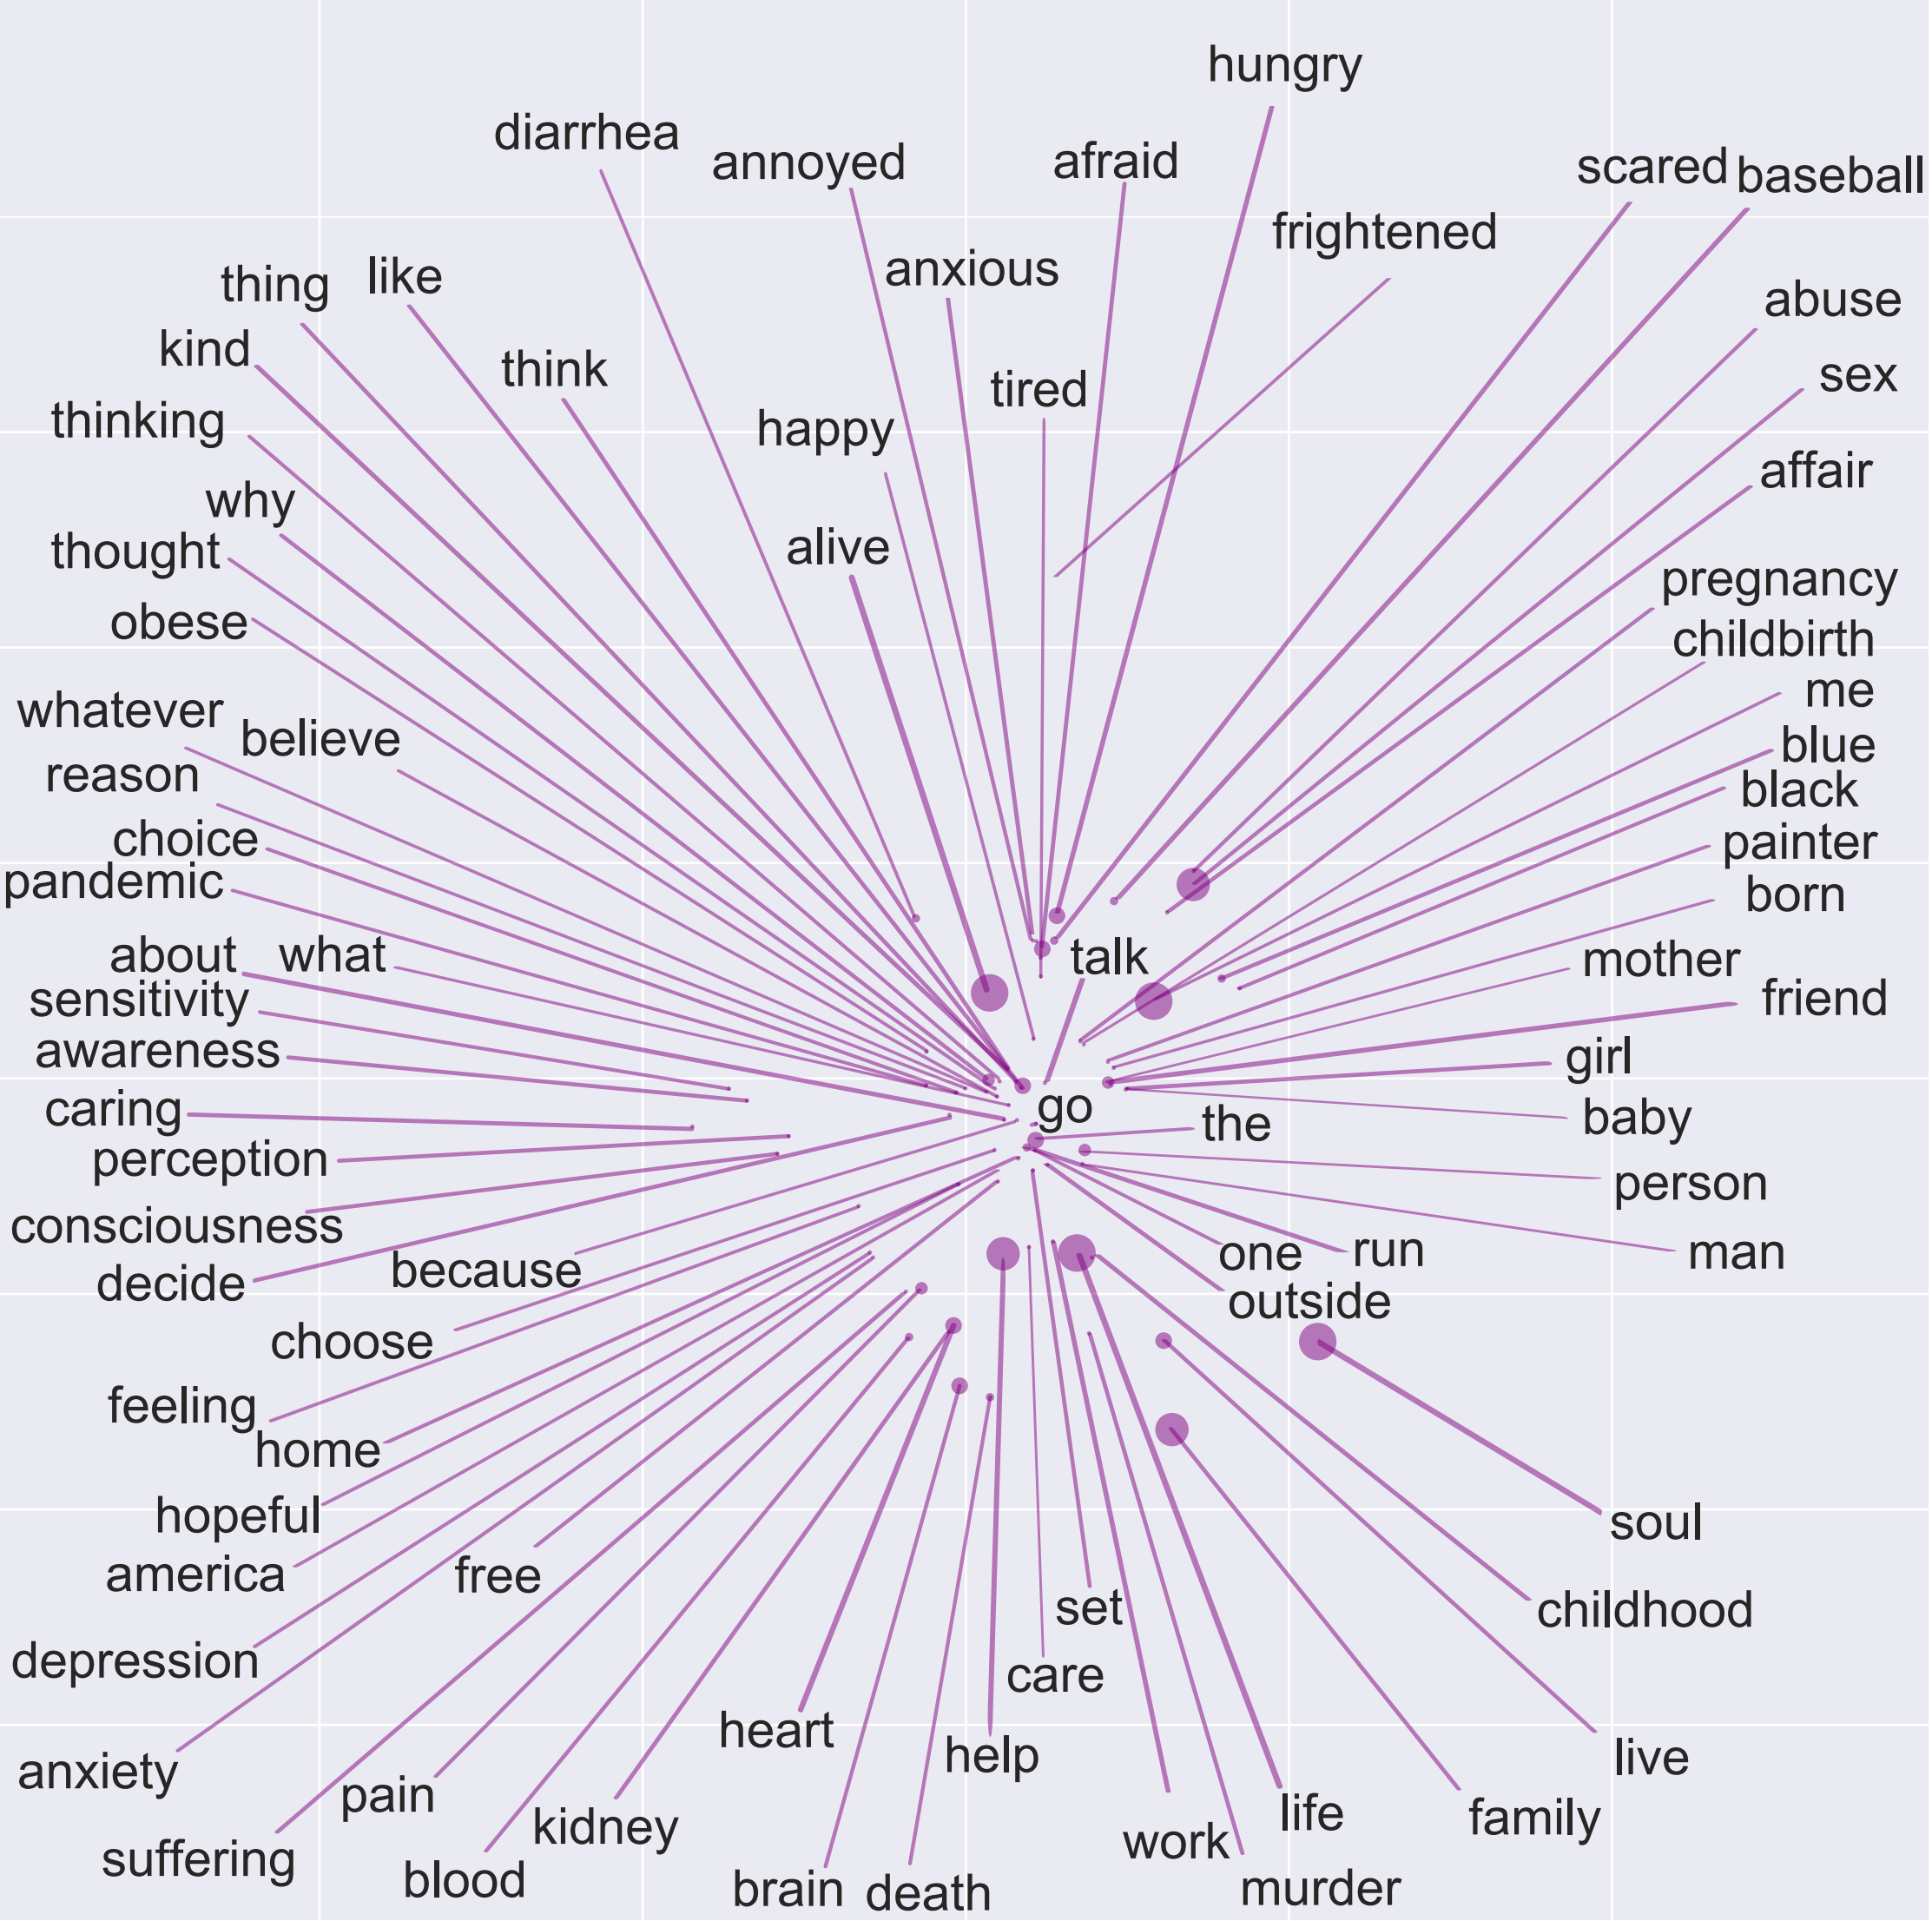 hungry
diarrhea
annoyed
afraid
scared
baseball
frightened
anxious
like
thing
abuse
kind
think
tired
sex
thinking
happy
affair
why
alive
thought
pregnancy
obese
childbirth
me
whatever
believe
blue
reason
black
choice
painter
pandemic
born
about
what
talk
mother
sensitivity
friend
awareness
girl
caring
go
the
baby
perception
person
consciousness
one
run
man
because
decide
outside
choose
feeling
home
hopeful
soul
america
free
set
childhood
depression
care
heart
help
live
anxiety
pain
life
family
kidney
work
suffering
blood
brain
death
murder